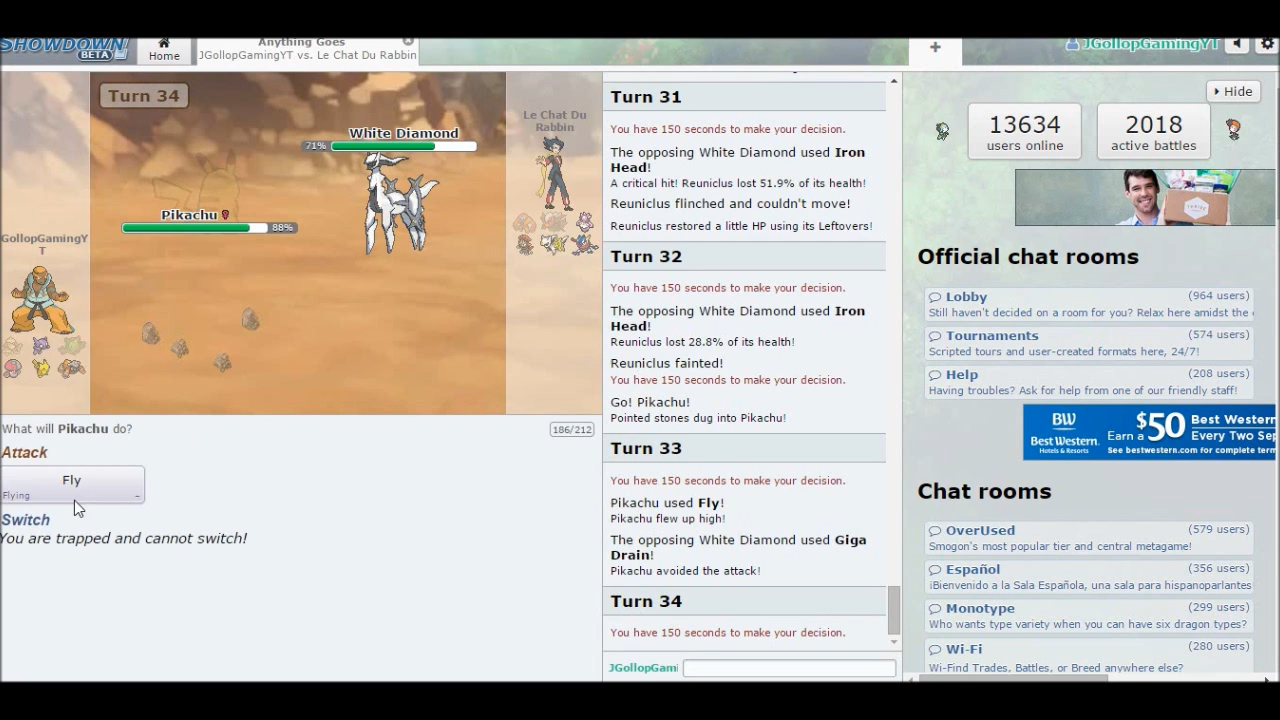 SHOWDOWN!
BETA
Home
Anything Goes
JGollopGamingYT vs. Le Chat Du Rabbin
+
JGollopGamingYT
Turn 34
White Diamond
71%
Pikachu
88%
GollopGamingY
T
Le Chat Du
Rabbin
What will Pikachu do?
186/212
Attack
Fly
Flying
–
Switch
You are trapped and cannot switch!
Turn 31
You have 150 seconds to make your decision.
The opposing White Diamond used Iron
Head!
A critical hit! Reuniclus lost 51.9% of its health!
Reuniclus flinched and couldn't move!
Reuniclus restored a little HP using its Leftovers!
Turn 32
You have 150 seconds to make your decision.
The opposing White Diamond used Iron
Head!
Reuniclus lost 28.8% of its health!
Reuniclus fainted!
You have 150 seconds to make your decision.
Go! Pikachu!
Pointed stones dug into Pikachu!
Turn 33
You have 150 seconds to make your decision.
Pikachu used Fly!
Pikachu flew up high!
The opposing White Diamond used Giga
Drain!
Pikachu avoided the attack!
Turn 34
You have 150 seconds to make your decision.
JGollopGami
Hide
13634
users online
2018
active battles
Official chat rooms
Lobby
(964 users)
Still haven't decided on a room for you? Relax here amidst the
Tournaments
(574 users)
Scripted tours and user-created formats here, 24/7!
Help
(208 users)
Having troubles? Ask for help from one of our friendly staff!
BW
Best Western.
Hotels & Resorts
Earn a $50 Best Western
Every Two Sep
See bestwestern.com for complete term
Chat rooms
OverUsed
(579 users)
Smogon's most popular tier and central metagame!
Español
(356 users)
¡Bienvenido a la Sala Española, una sala para hispanoparlantes
Monotype
(299 users)
Who wants type variety when you can have six dragon types?
Wi-Fi
(280 users)
Wi-Find Trades, Battles, or Breed anywhere else?